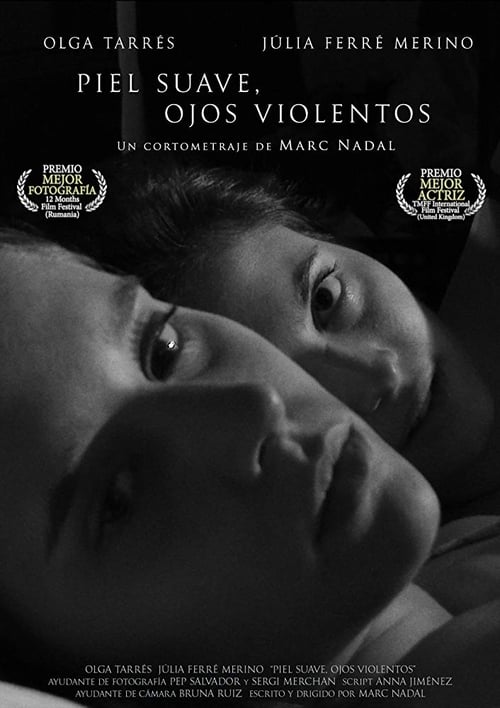 OLGA TARRÉS JÚLIA FERRÉ MERINO
PIEL SUAVE,
OJOS VIOLENTOS
UN CORTOMETRAJE DE MARC NADAL
PREMIO
MEJOR
FOTOGRAFÍA
12 Months
Film Festival
(Rumania)
PREMIO
MEJOR
ACTRIZ
TMFF International
Film Festival
(United Kingdom)
OLGA TARRÉS JÚLIA FERRÉ MERINO "PIEL SUAVE, OJOS VIOLENTOS"
AYUDANTE DE FOTOGRAFÍA PEP SALVADOR Y SERGI MERCHAN SCRIPT ANNA JIMÉNEZ
AYUDANTE DE CÁMARA BRUNA RUIZ ESCRITO Y DIRIGIDO POR MARC NADAL